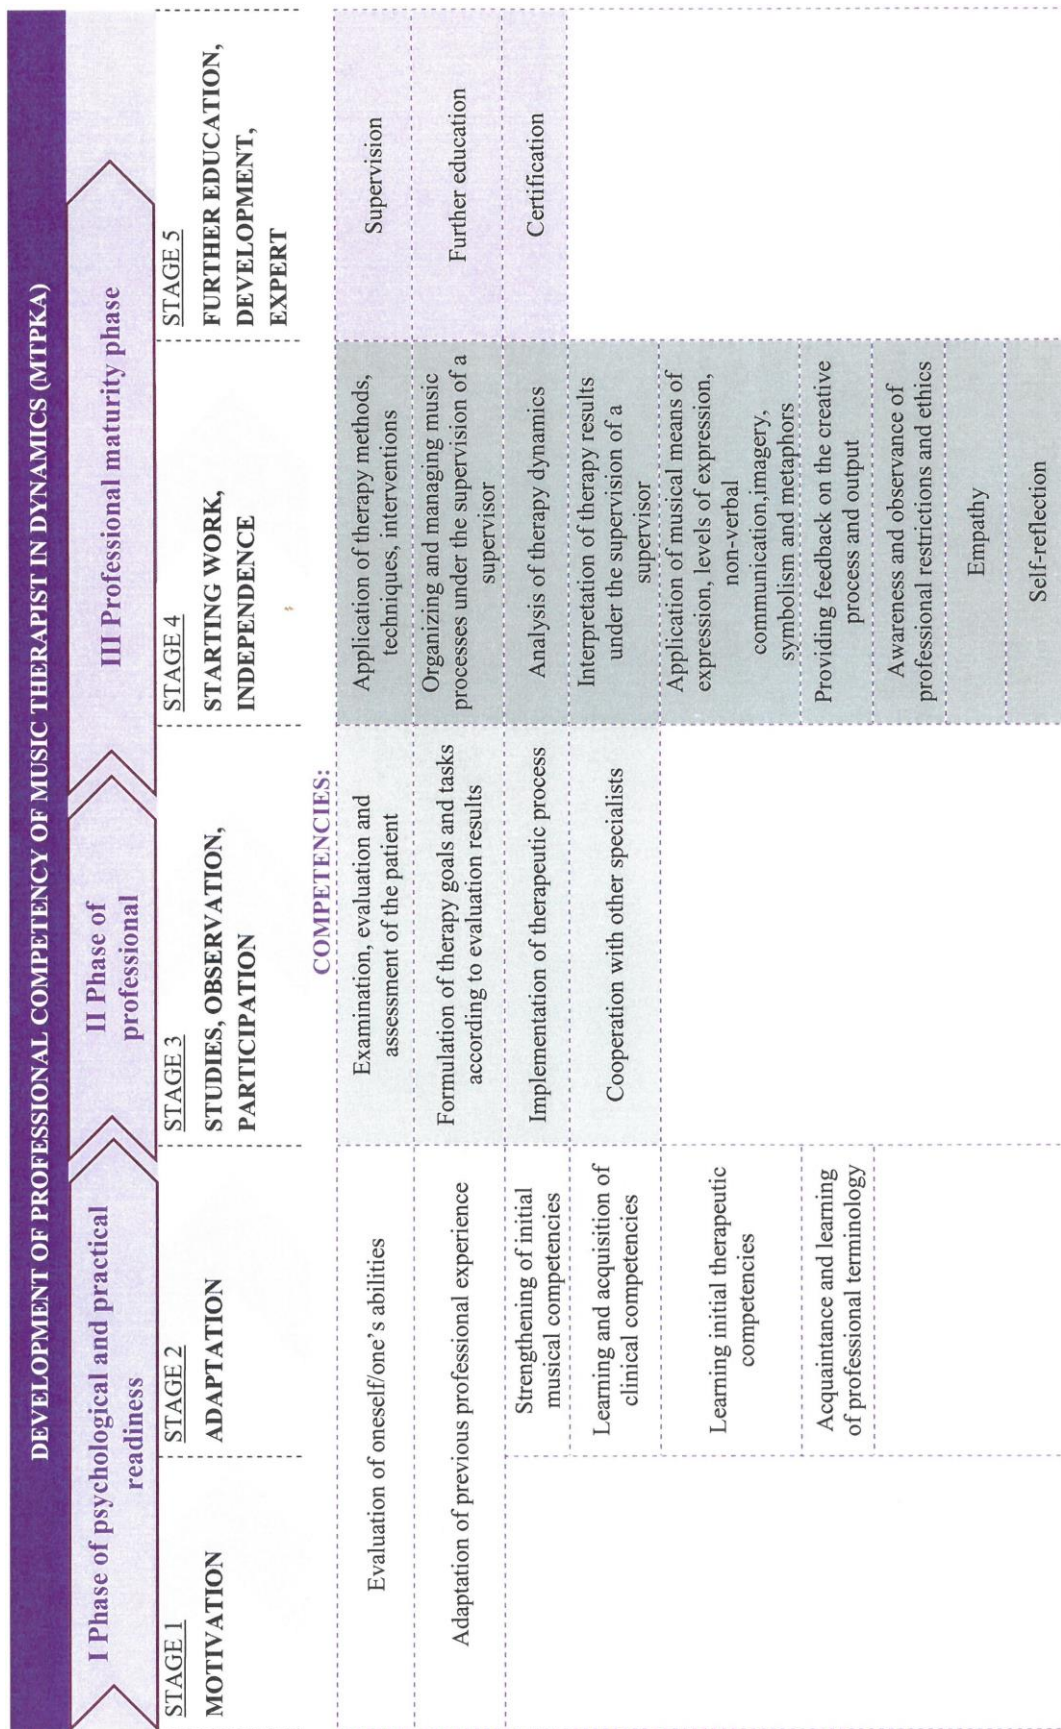 DEVELOPMENT OF PROFESSIONAL COMPETENCY OF MUSIC THERAPIST IN DYNAMICS (MTPKA)
I Phase of psychological and practical
readiness
II Phase of
professional
III Professional maturity phase
STAGE 1
MOTIVATION
STAGE 2
ADAPTATION
STAGE 3
STUDIES, OBSERVATION,
PARTICIPATION
STAGE 4
STARTING WORK,
INDEPENDENCE
STAGE 5
FURTHER EDUCATION,
DEVELOPMENT,
EXPERT
COMPETENCIES:
Evaluation of oneself/one's abilities
Adaptation of previous professional experience
Strengthening of initial
musical competencies
Learning and acquisition of
clinical competencies
Learning initial therapeutic
competencies
Acquaintance and learning
of professional terminology
Examination, evaluation and
assessment of the patient
Formulation of therapy goals and tasks
according to evaluation results
Implementation of therapeutic process
Cooperation with other specialists
Application of therapy methods,
techniques, interventions
Organizing and managing music
processes under the supervision of a
supervisor
Analysis of therapy dynamics
Interpretation of therapy results
under the supervision of a
supervisor
Application of musical means of
expression, levels of expression,
non-verbal
communication,imagery,
symbolism and metaphors
Providing feedback on the creative
process and output
Awareness and observance of
professional restrictions and ethics
Empathy
Self-reflection
Supervision
Further education
Certification